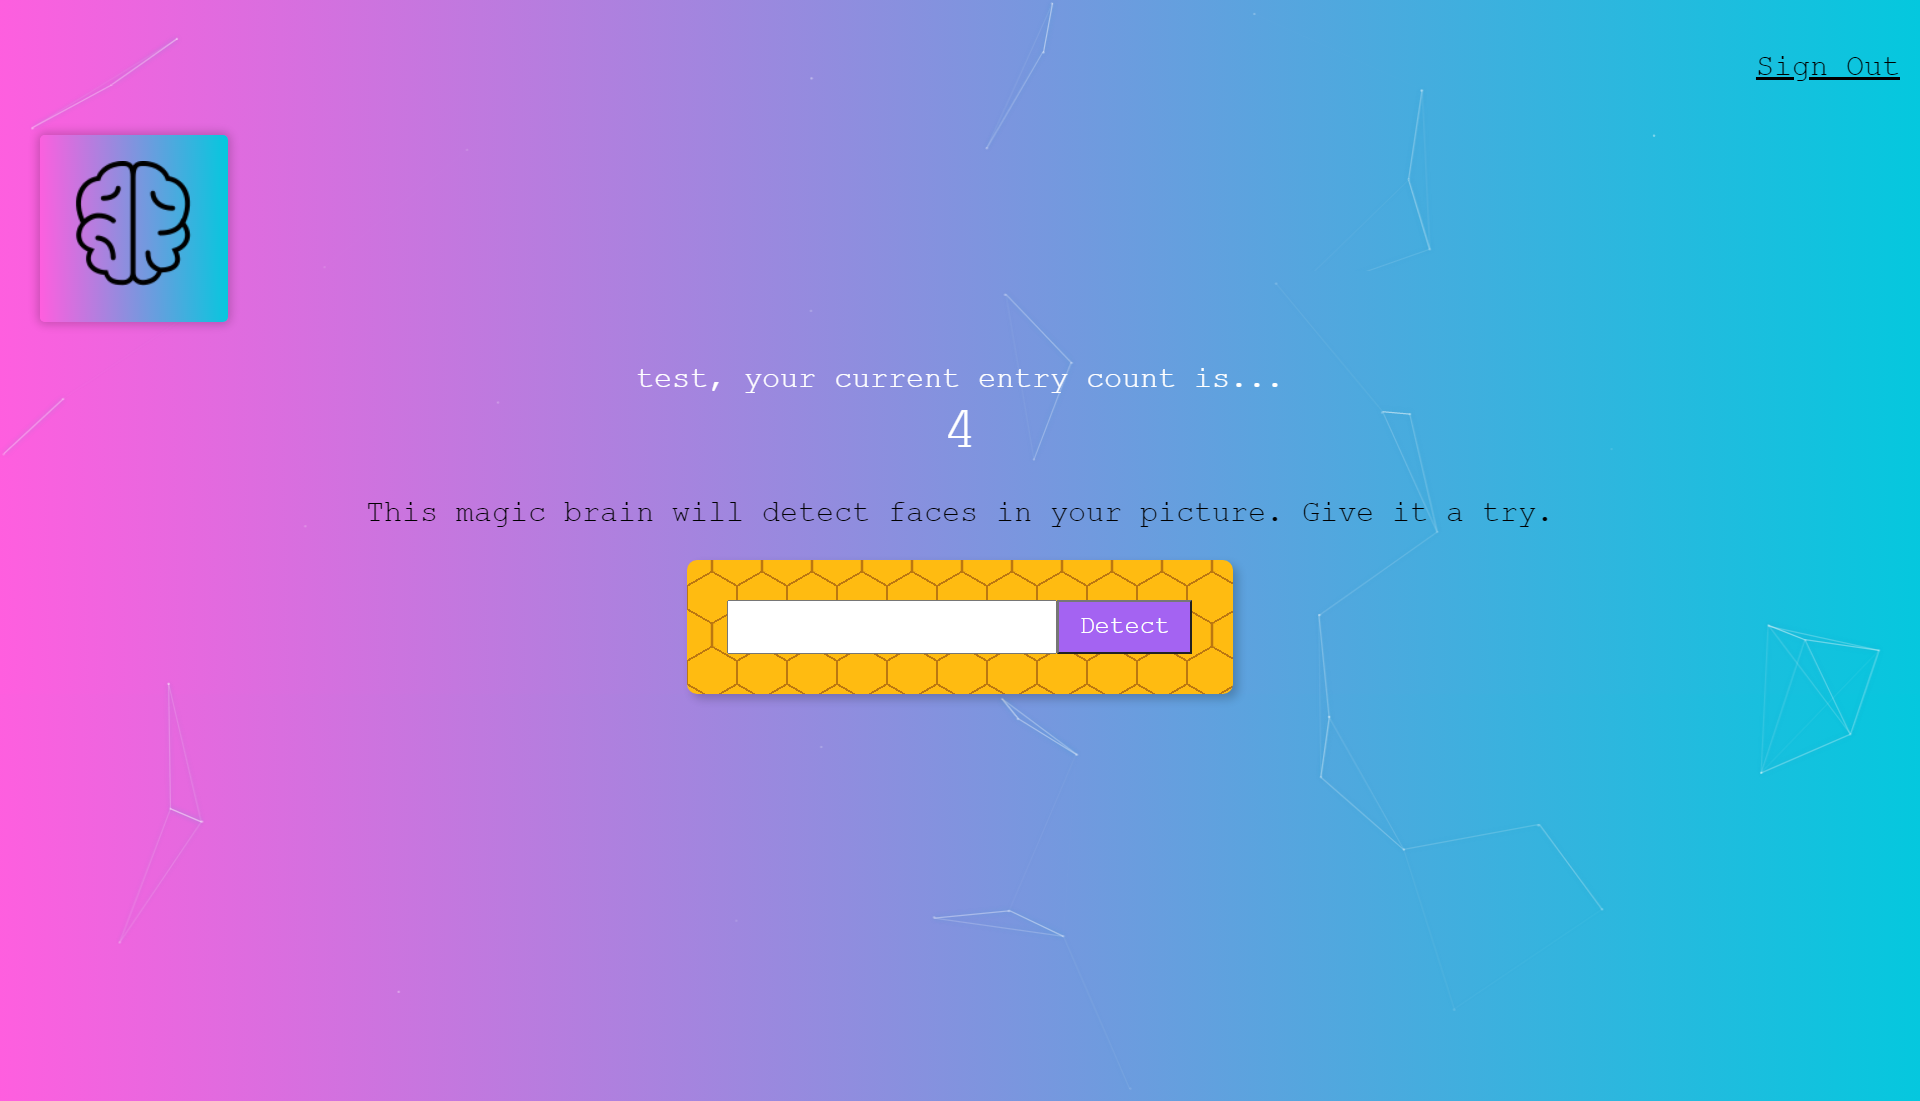 Sign Out
test, your current entry count is...
4
This magic brain will detect faces in your picture. Give it a try.
Detect